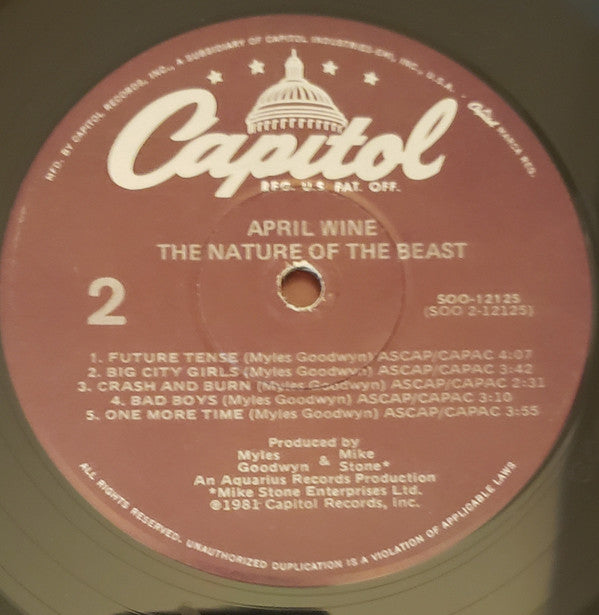 MFD. BY CAPITOL RECORDS, INC., A SUBSIDIARY OF CAPITOL INDUSTRIES-EMI, INC., U.S.A. · Capitol MARCA REG.
Capitol
REG. U.S. PAT. OFF.
APRIL WINE
THE NATURE OF THE BEAST
2
SOO-12125
(SOO 2-12125)
1. FUTURE TENSE (Myles Goodwyn) ASCAP/CAPAC 4:07
2. BIG CITY GIRLS (Myles Goodwyn) ASCAP/CAPAC 3:42
3. CRASH AND BURN (Myles Goodwyn) ASCAP/CAPAC 2:31
4. BAD BOYS (Myles Goodwyn) ASCAP/CAPAC 3:10
5. ONE MORE TIME (Myles Goodwyn) ASCAP/CAPAC 3:55
Produced by
Myles Goodwyn & Mike Stone*
An Aquarius Records Production
*Mike Stone Enterprises Ltd.
℗1981 Capitol Records, Inc.
ALL RIGHTS RESERVED. UNAUTHORIZED DUPLICATION IS A VIOLATION OF APPLICABLE LAWS